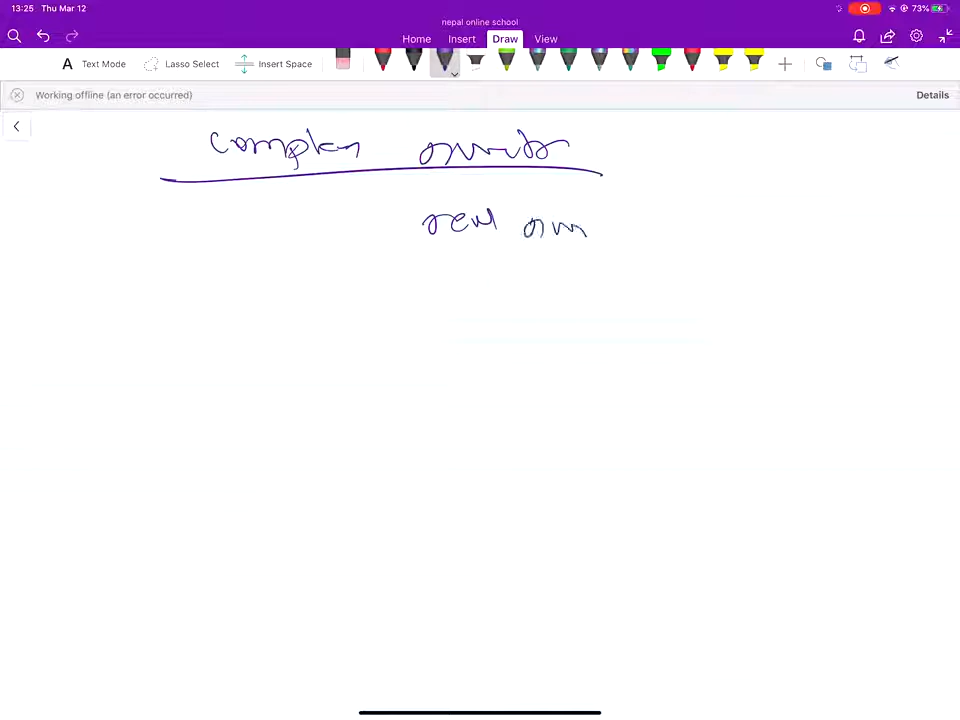 13:25 Thu Mar 12
73%
nepal online school
Home Insert Draw View
A Text Mode Lasso Select Insert Space
Working offline (an error occurred) Details
complex
real